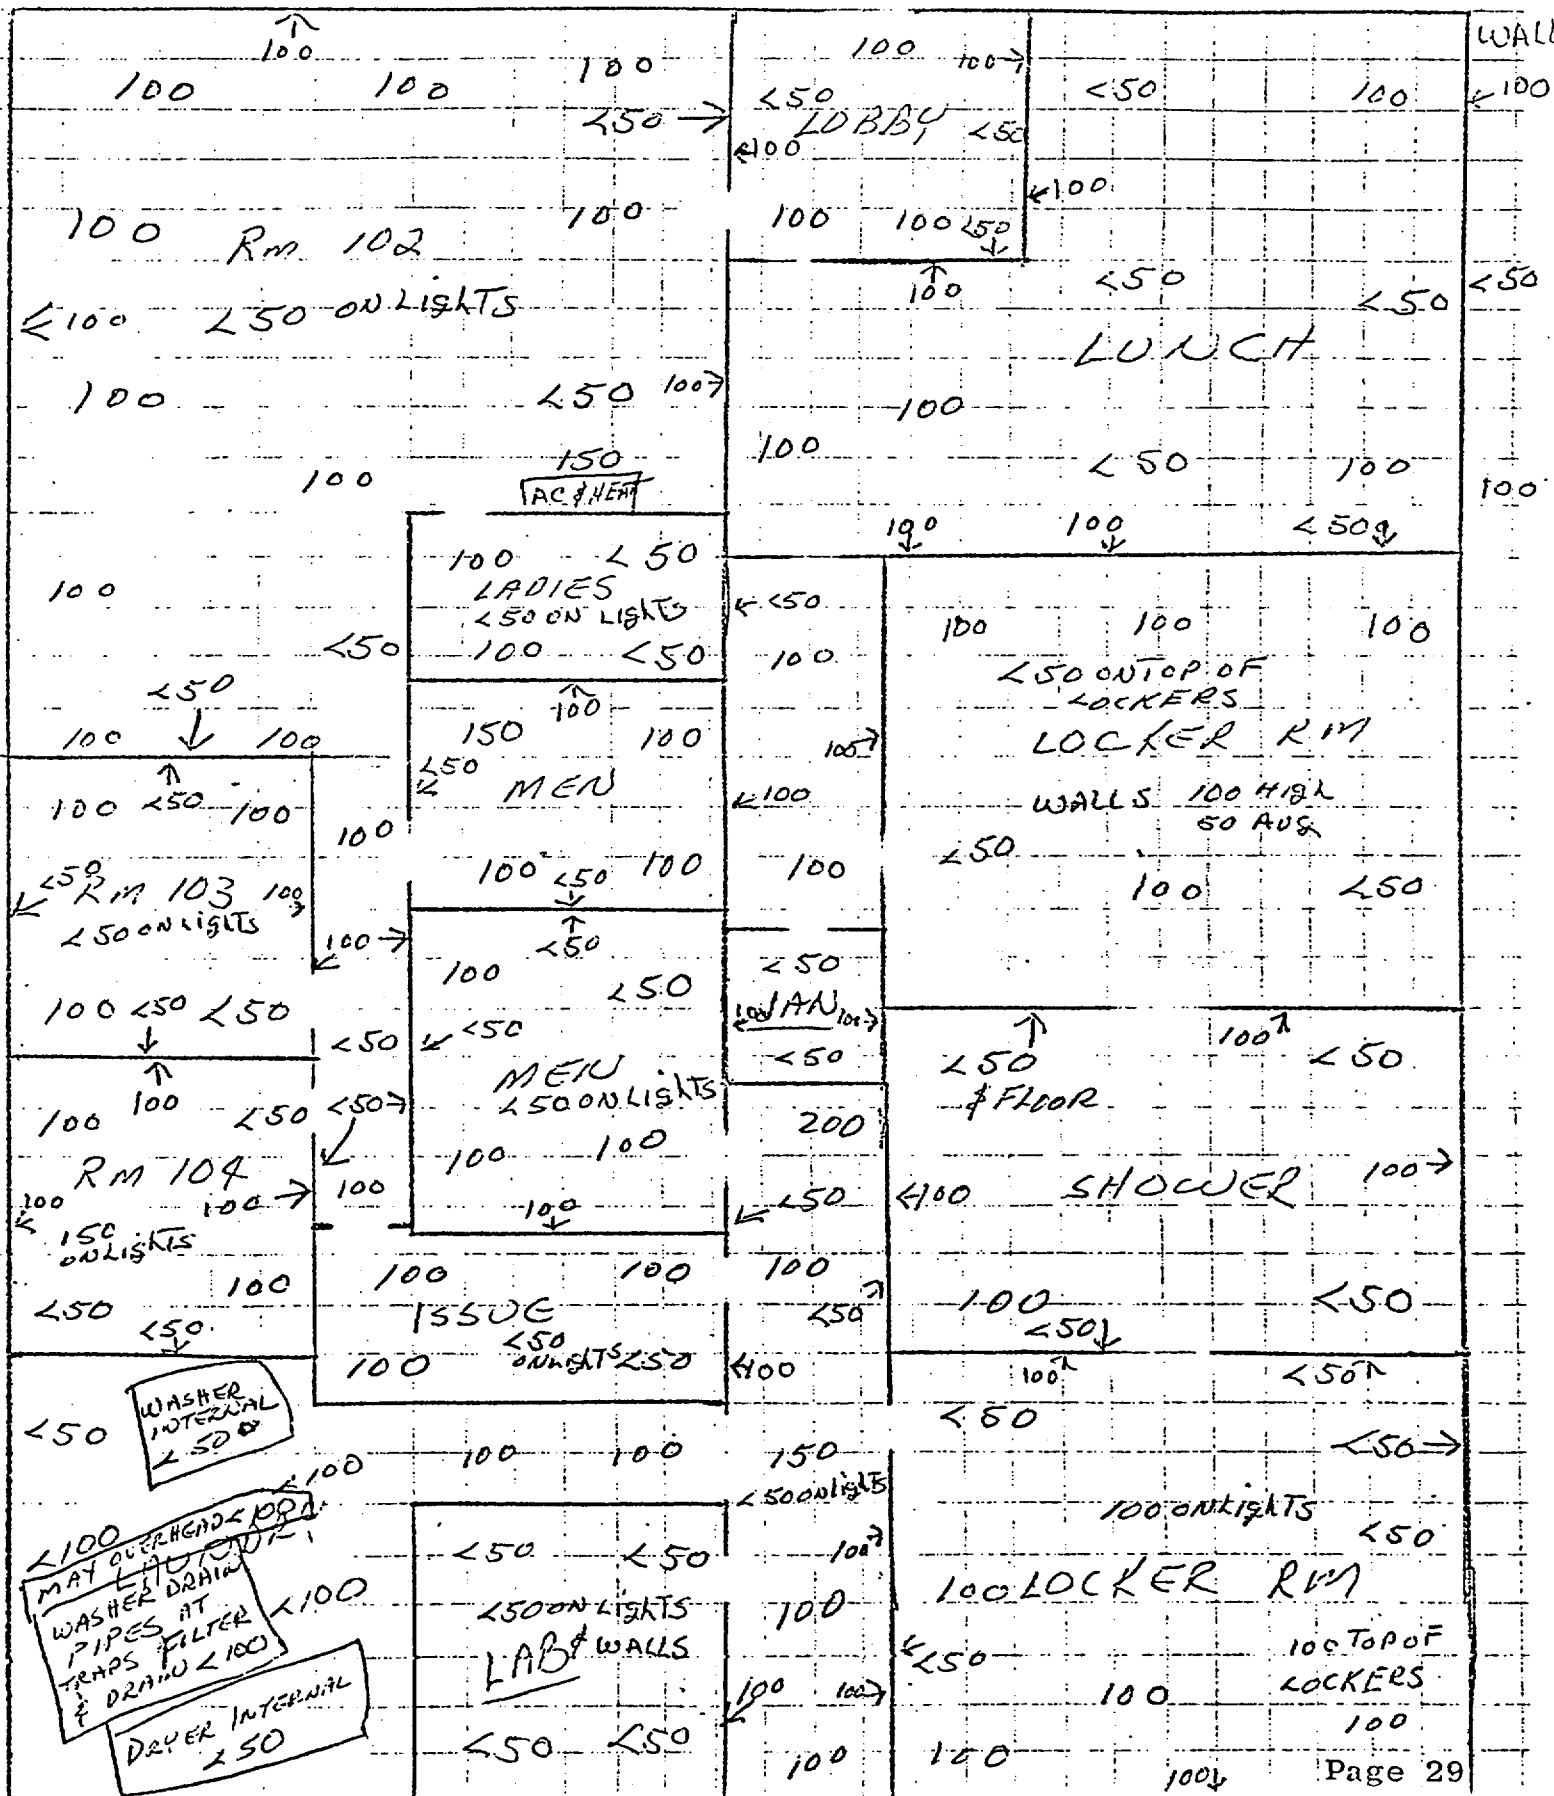 ↑
100
100 100 100
<50 →
100 Rm 102 100
← 100 <50 ON LIGHTS
100 <50 100→
100 150
AC & HEAT
100
<50
<50
↓
100 100
100
100→
<50
<50→
100
100 100→
<50
LOBBY <50
←100
100 100 <50
↓
<50 100
←100
↑
100
<50 <50
LUNCH
100
100 <50 100
100 100 <50
↓ ↓ ↓
WALL
←100
<50
100
100 <50
LADIES
<50 ON LIGHTS
100 <50
↑
100
150 100
<50
←
MEN
100 <50 100
↓
↑
<50
100 <50
←<50
MEN
<50 ON LIGHTS
100 100
100
↓
←<50
100
100→
←100
100
<50
JAN
100 100→
<50
200
<50
100
<50
←100
100 100 100
<50 ON TOP OF
LOCKERS
LOCKER RM
WALLS 100 HIGH
50 AVG
<50
100 <50
↑
100 <50 100
<50 RM 103 100
←
<50 ON LIGHTS
100 <50 <50
↓
↑
100 100 <50
RM 104
100 100→
←
150
ON LIGHTS
100
<50 <50
↓
↑ 100↑
<50 <50
& FLOOR
←100 SHOWER 100→
100 <50
<50↓
100 100
ISSUE
<50
100 ON LIGHTS <50
<50
WASHER
INTERNAL
<50
<100
<100
MAY OVERHEAD <100
LAUNDRY
WASHER DRAIN
PIPES AT
TRAPS FILTER
& DRAIN <100
<100
DRYER INTERNAL
<50
100 100 150
<50 ON LIGHTS
<50 <50
<50 ON LIGHTS
LAB & WALLS
<50 <50
100→
100
100 100→
100
100↑ <50↑
<50
<50→
100 ON LIGHTS
<50
100 LOCKER RM
←<50
100 TOP OF
LOCKERS
100
100
100
100↓
Page 29